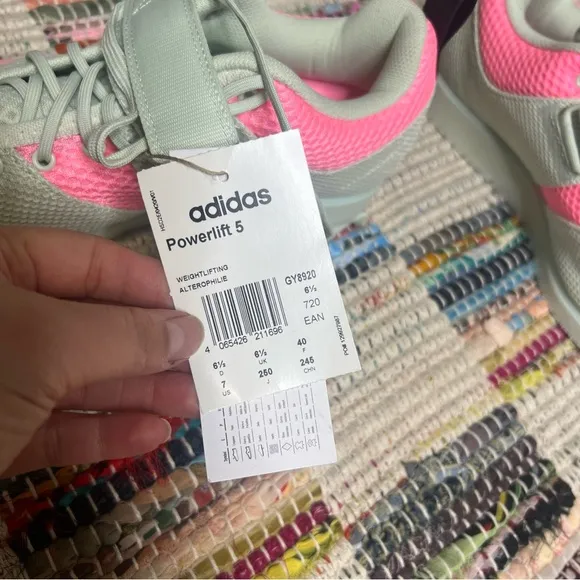 adidas
Powerlift 5
WEIGHTLIFTING
ALTEROPHILIE
GY8920
6½
720
EAN
4 065426 211696
6½ 6½ 40
D UK F
7 250 245
US J CHN